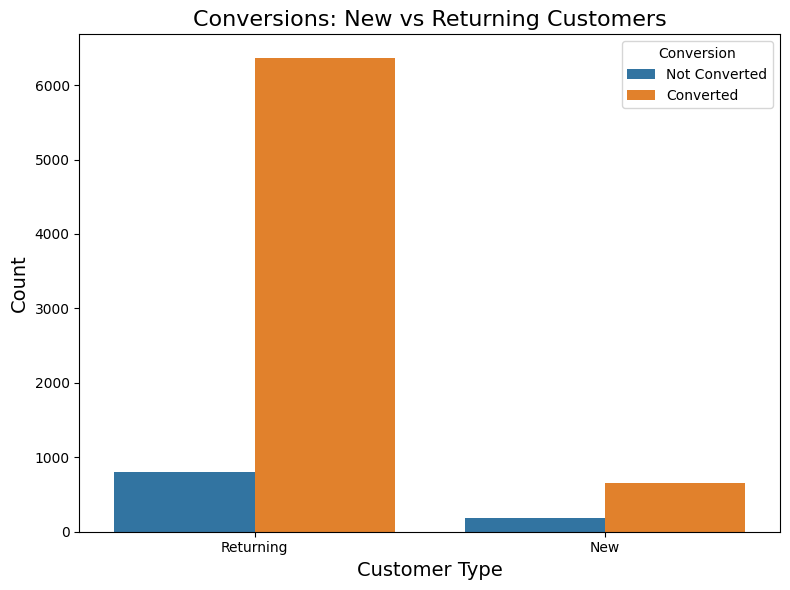 Conversions: New vs Returning Customers
Conversion
Not Converted
Converted
6000
5000
4000
3000
2000
1000
0
Count
Returning
New
Customer Type